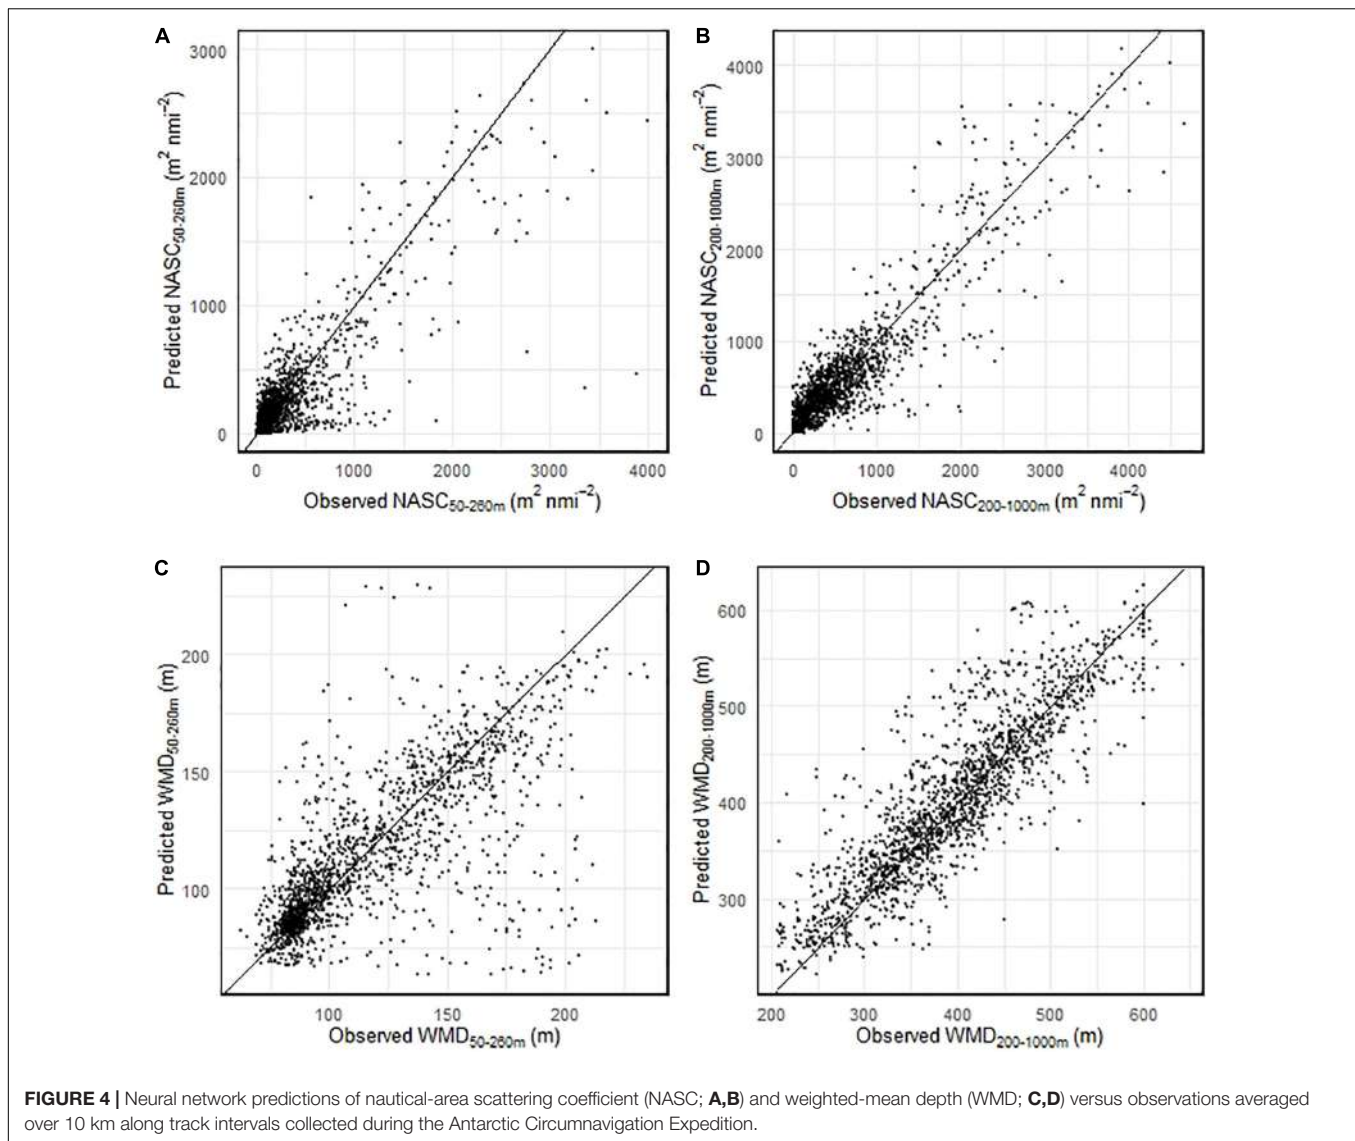 A
3000
2000
1000
0
0 1000 2000 3000 4000
Predicted NASC50-260m (m² nmi⁻²)
Observed NASC50-260m (m² nmi⁻²)
B
4000
3000
2000
1000
0
0 1000 2000 3000 4000
Predicted NASC200-1000m (m² nmi⁻²)
Observed NASC200-1000m (m² nmi⁻²)
C
200
150
100
100 150 200
Predicted WMD50-260m (m)
Observed WMD50-260m (m)
D
600
500
400
300
200 300 400 500 600
Predicted WMD200-1000m (m)
Observed WMD200-1000m (m)
FIGURE 4 | Neural network predictions of nautical-area scattering coefficient (NASC; A,B) and weighted-mean depth (WMD; C,D) versus observations averaged
over 10 km along track intervals collected during the Antarctic Circumnavigation Expedition.